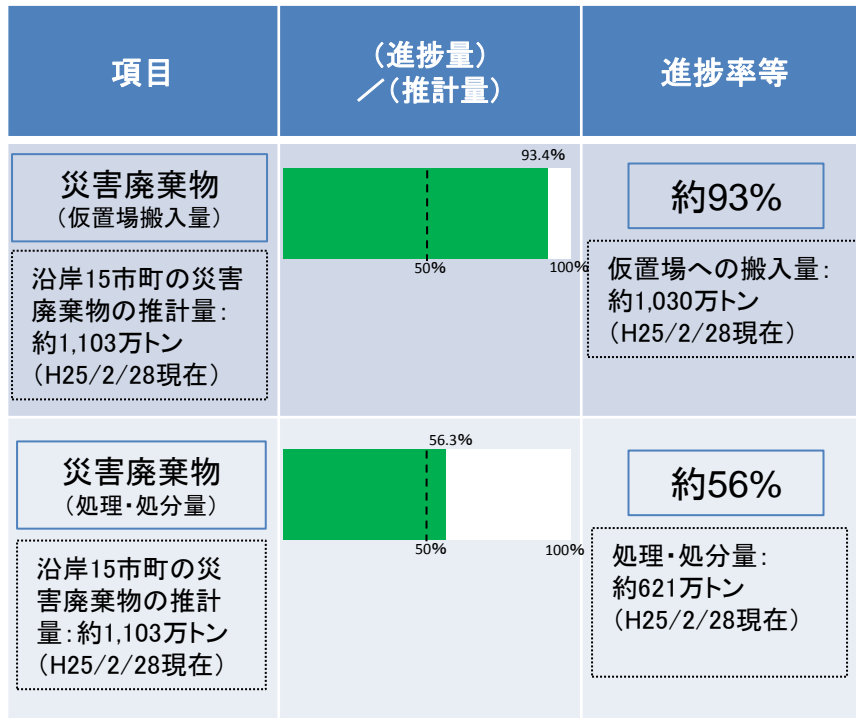 項目
（進捗量）
／（推計量）
進捗率等
災害廃棄物
（仮置場搬入量）
沿岸15市町の災害
廃棄物の推計量：
約1,103万トン
（H25/2/28現在）
93.4%
50%
100%
約93%
仮置場への搬入量：
約1,030万トン
（H25/2/28現在）
災害廃棄物
（処理・処分量）
沿岸15市町の災
害廃棄物の推計
量：約1,103万トン
（H25/2/28現在）
56.3%
50%
100%
約56%
処理・処分量：
約621万トン
（H25/2/28現在）